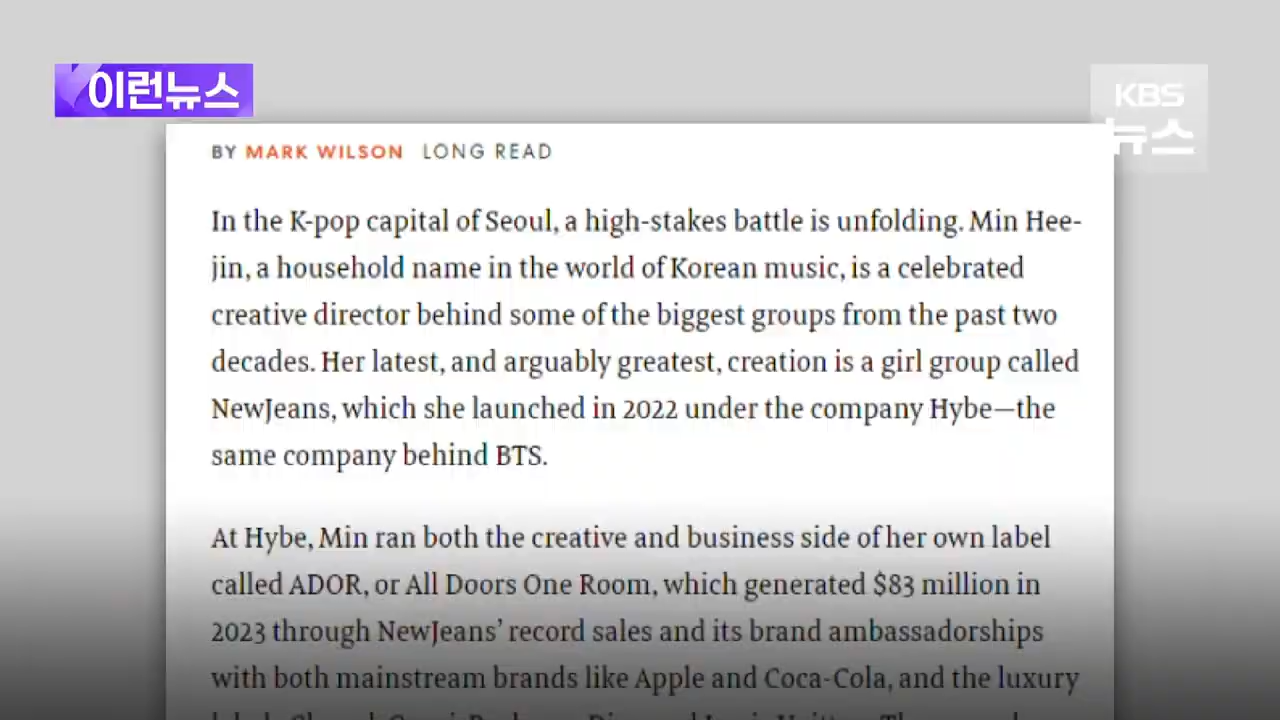 이런뉴스
KBS
뉴스
BY MARK WILSON LONG READ
In the K-pop capital of Seoul, a high-stakes battle is unfolding. Min Hee-
jin, a household name in the world of Korean music, is a celebrated
creative director behind some of the biggest groups from the past two
decades. Her latest, and arguably greatest, creation is a girl group called
NewJeans, which she launched in 2022 under the company Hybe—the
same company behind BTS.
At Hybe, Min ran both the creative and business side of her own label
called ADOR, or All Doors One Room, which generated $83 million in
2023 through NewJeans’ record sales and its brand ambassadorships
with both mainstream brands like Apple and Coca-Cola, and the luxury